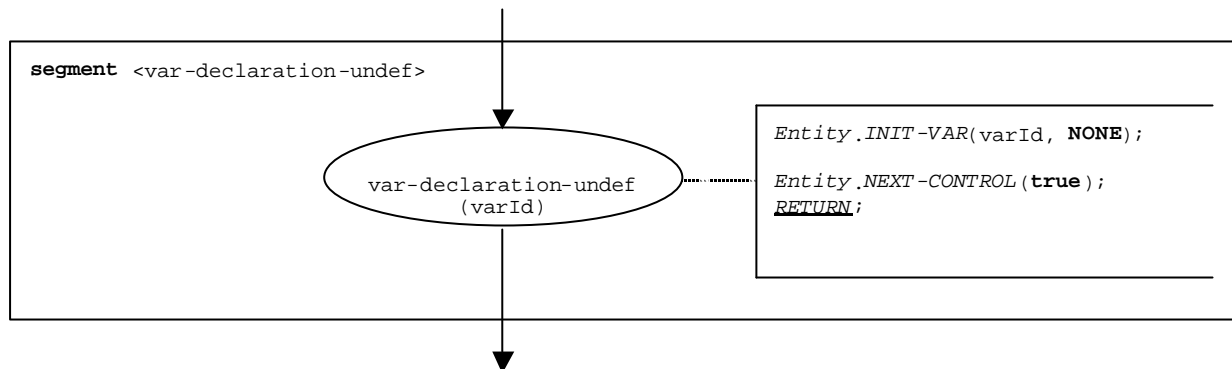 segment <var-declaration-undef>
var-declaration-undef
(varId)
Entity.INIT-VAR(varId, NONE);
Entity.NEXT-CONTROL(true);
RETURN;